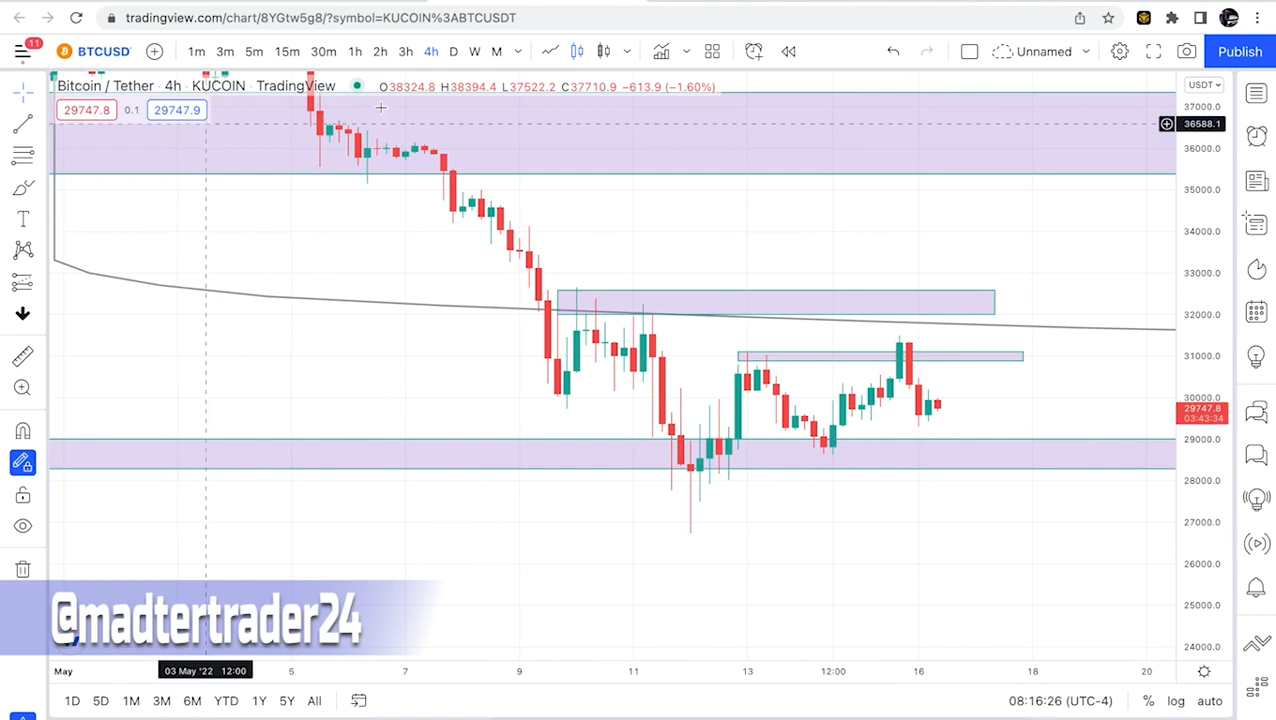 tradingview.com/chart/8YGtw5g8/?symbol=KUCOIN%3ABTCUSDT
11
BTCUSD 1m 3m 5m 15m 30m 1h 2h 3h 4h D W M Unnamed Publish
Bitcoin / Tether · 4h · KUCOIN · TradingView O38324.8 H38394.4 L37522.2 C37710.9 −613.9 (−1.60%) USDT
29747.8 0.1 29747.9
37000.0
36588.1
36000.0
35000.0
34000.0
33000.0
32000.0
31000.0
30000.0
29747.8
03:43:34
29000.0
28000.0
27000.0
26000.0
25000.0
24000.0
@madtertrader24
May 03 May '22 12:00 5 7 9 11 13 12:00 16 18 20
1D 5D 1M 3M 6M YTD 1Y 5Y All 08:16:26 (UTC-4) % log auto